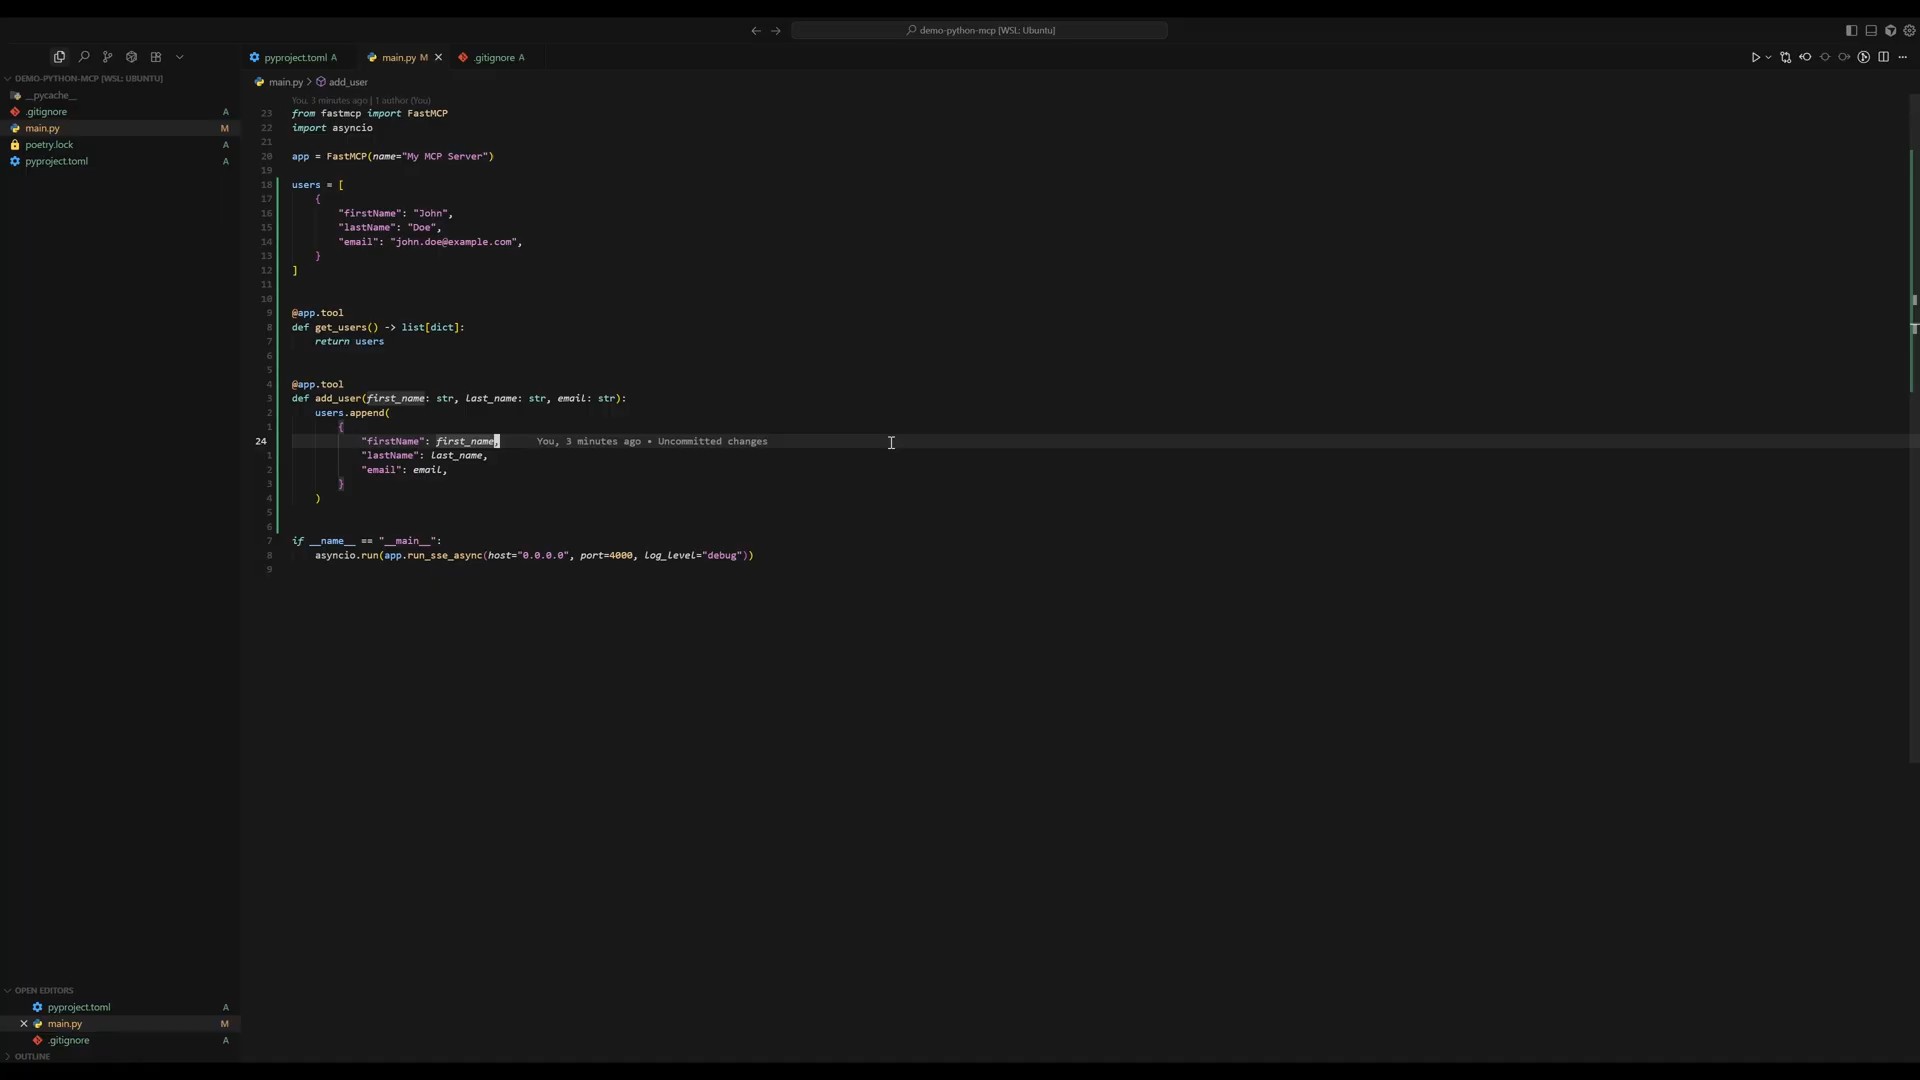 demo-python-mcp [WSL: Ubuntu]
pyproject.toml A
main.py M
.gitignore A
DEMO-PYTHON-MCP [WSL: UBUNTU]
__pycache__
.gitignore A
main.py M
poetry.lock A
pyproject.toml A
main.py > add_user
You, 3 minutes ago | 1 author (You)
23 from fastmcp import FastMCP
22 import asyncio
21
20 app = FastMCP(name="My MCP Server")
19
18 users = [
17     {
16         "firstName": "John",
15         "lastName": "Doe",
14         "email": "john.doe@example.com",
13     }
12 ]
11
10
9 @app.tool
8 def get_users() -> list[dict]:
7     return users
6
5
4 @app.tool
3 def add_user(first_name: str, last_name: str, email: str):
2     users.append(
1         {
24             "firstName": first_name, You, 3 minutes ago • Uncommitted changes
1             "lastName": last_name,
2             "email": email,
3         }
4     )
5
6
7 if __name__ == "__main__":
8     asyncio.run(app.run_sse_async(host="0.0.0.0", port=4000, log_level="debug"))
9
OPEN EDITORS
pyproject.toml A
main.py M
.gitignore A
OUTLINE